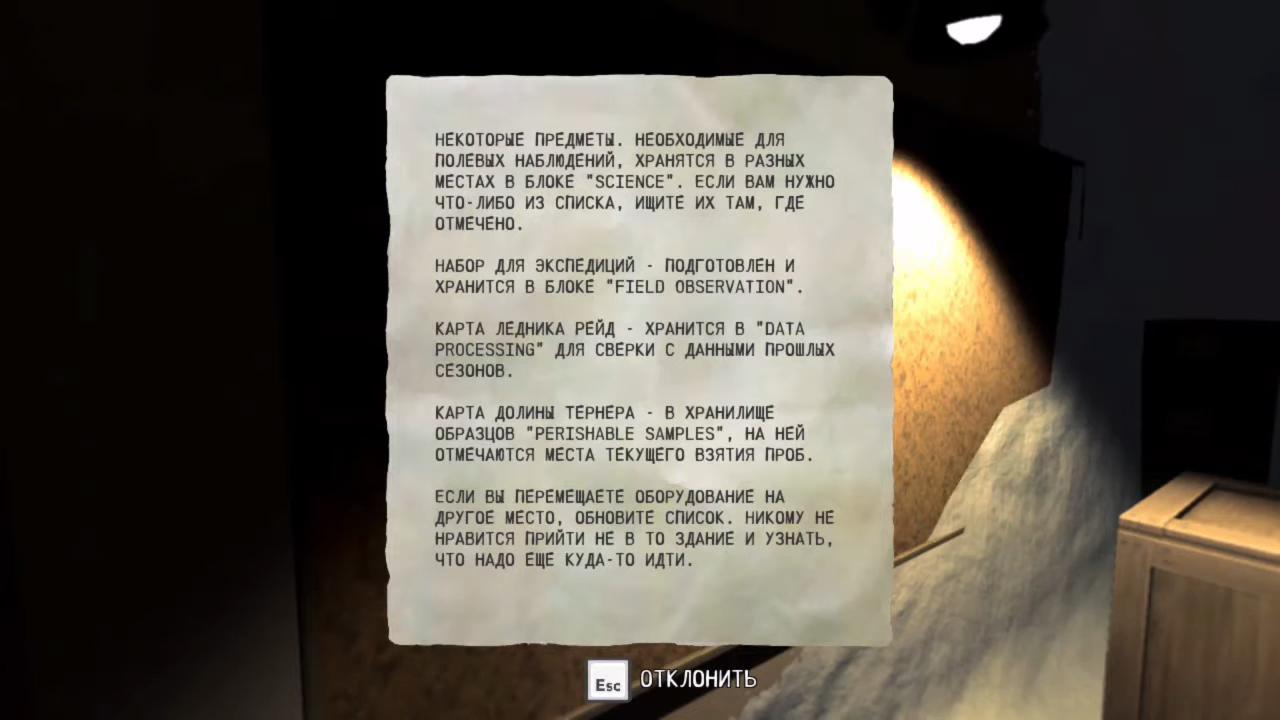 НЕКОТОРЫЕ ПРЕДМЕТЫ. НЕОБХОДИМЫЕ ДЛЯ
ПОЛЕВЫХ НАБЛЮДЕНИЙ, ХРАНЯТСЯ В РАЗНЫХ
МЕСТАХ В БЛОКЕ "SCIENCE". ЕСЛИ ВАМ НУЖНО
ЧТО-ЛИБО ИЗ СПИСКА, ИЩИТЕ ИХ ТАМ, ГДЕ
ОТМЕЧЕНО.
НАБОР ДЛЯ ЭКСПЕДИЦИЙ - ПОДГОТОВЛЕН И
ХРАНИТСЯ В БЛОКЕ "FIELD OBSERVATION".
КАРТА ЛЕДНИКА РЕЙД - ХРАНИТСЯ В "DATA
PROCESSING" ДЛЯ СВЕРКИ С ДАННЫМИ ПРОШЛЫХ
СЕЗОНОВ.
КАРТА ДОЛИНЫ ТЕРНЕРА - В ХРАНИЛИЩЕ
ОБРАЗЦОВ "PERISHABLE SAMPLES", НА НЕЙ
ОТМЕЧАЮТСЯ МЕСТА ТЕКУЩЕГО ВЗЯТИЯ ПРОБ.
ЕСЛИ ВЫ ПЕРЕМЕЩАЕТЕ ОБОРУДОВАНИЕ НА
ДРУГОЕ МЕСТО, ОБНОВИТЕ СПИСОК. НИКОМУ НЕ
НРАВИТСЯ ПРИЙТИ НЕ В ТО ЗДАНИЕ И УЗНАТЬ,
ЧТО НАДО ЕЩЕ КУДА-ТО ИДТИ.
Esc ОТКЛОНИТЬ